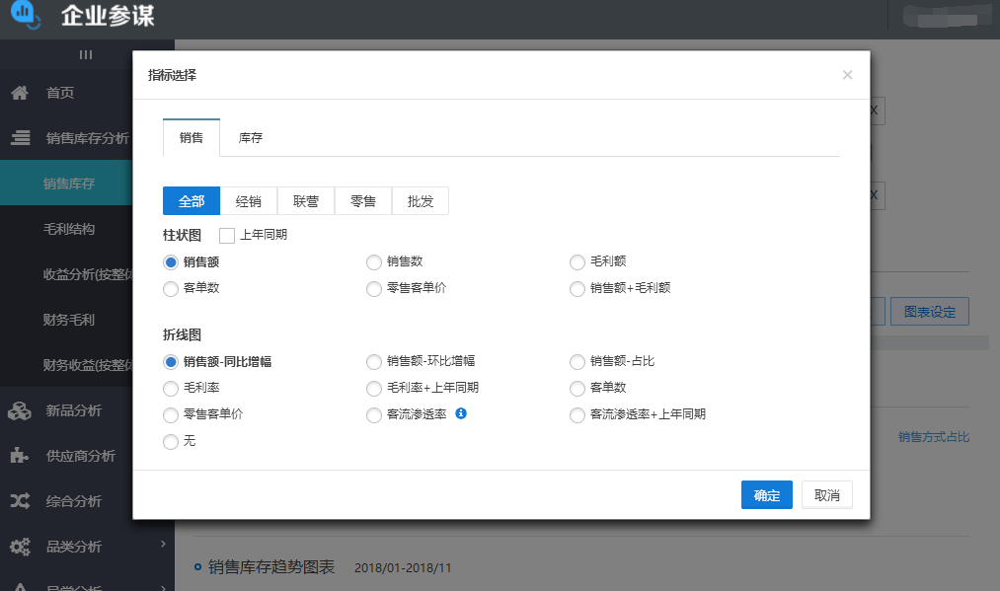 企业参谋
首页
销售库存分析
销售库存
毛利结构
收益分析(按整体
财务毛利
财务收益(按整体
新品分析
供应商分析
综合分析
品类分析
指标选择
×
销售 库存
全部 经销 联营 零售 批发
柱状图 上年同期
销售额 销售数 毛利额
客单数 零售客单价 销售额+毛利额
折线图
销售额-同比增幅 销售额-环比增幅 销售额-占比
毛利率 毛利率+上年同期 客单数
零售客单价 客流渗透率 客流渗透率+上年同期
无
确定 取消
X
X
图表设定
销售方式占比
销售库存趋势图表 2018/01-2018/11